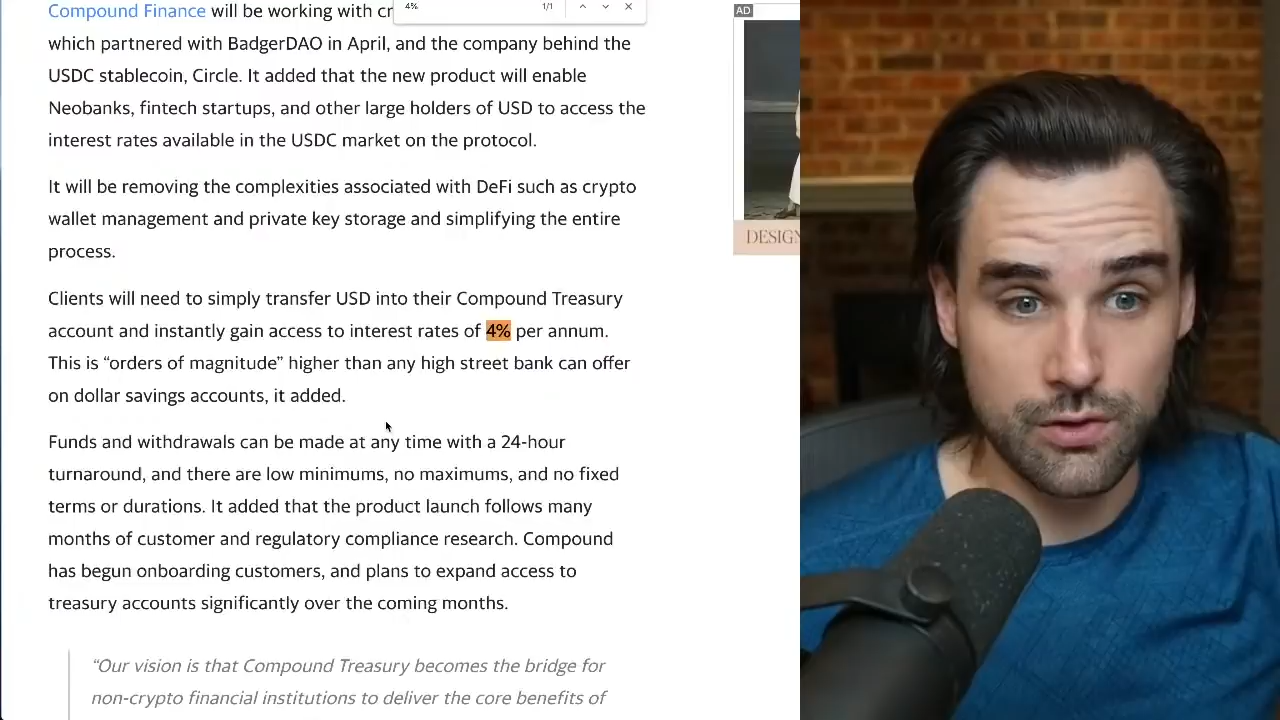 Compound Finance will be working with cr
4%
1/1
AD
which partnered with BadgerDAO in April, and the company behind the
USDC stablecoin, Circle. It added that the new product will enable
Neobanks, fintech startups, and other large holders of USD to access the
interest rates available in the USDC market on the protocol.
It will be removing the complexities associated with DeFi such as crypto
wallet management and private key storage and simplifying the entire
process.
DESIGN
Clients will need to simply transfer USD into their Compound Treasury
account and instantly gain access to interest rates of 4% per annum.
This is “orders of magnitude” higher than any high street bank can offer
on dollar savings accounts, it added.
Funds and withdrawals can be made at any time with a 24-hour
turnaround, and there are low minimums, no maximums, and no fixed
terms or durations. It added that the product launch follows many
months of customer and regulatory compliance research. Compound
has begun onboarding customers, and plans to expand access to
treasury accounts significantly over the coming months.
“Our vision is that Compound Treasury becomes the bridge for
non-crypto financial institutions to deliver the core benefits of